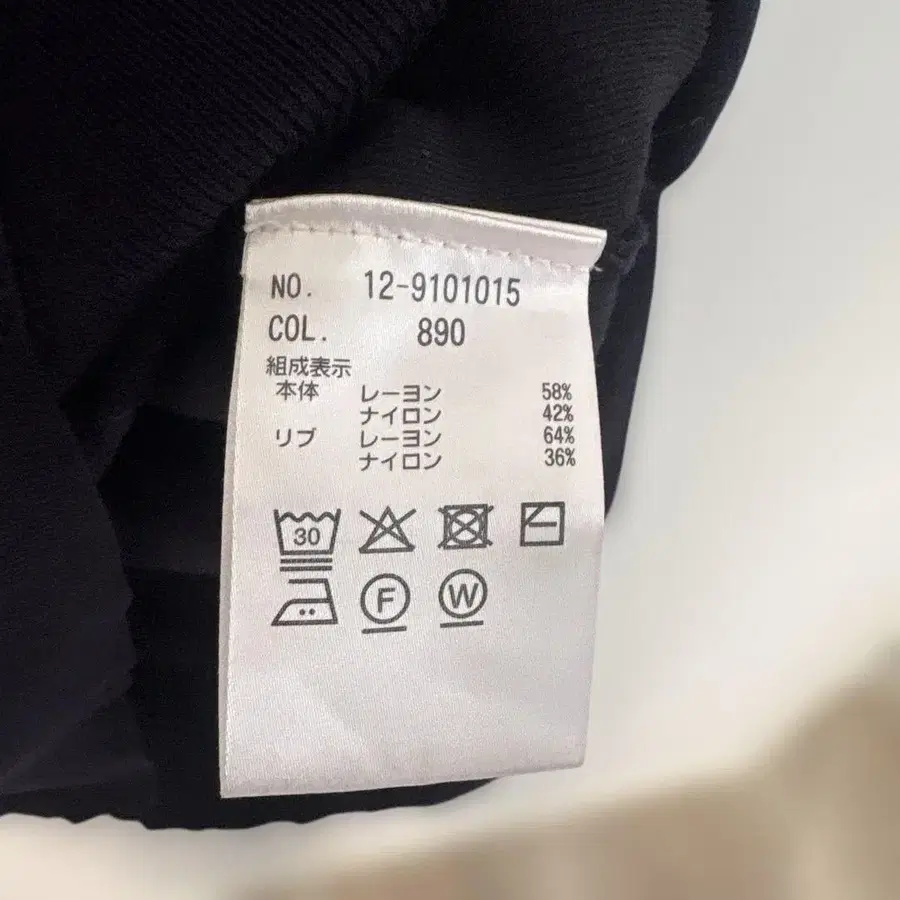 NO. 12-9101015
COL. 890
組成表示
本体 レーヨン 58%
ナイロン 42%
リブ レーヨン 64%
ナイロン 36%
30
F W